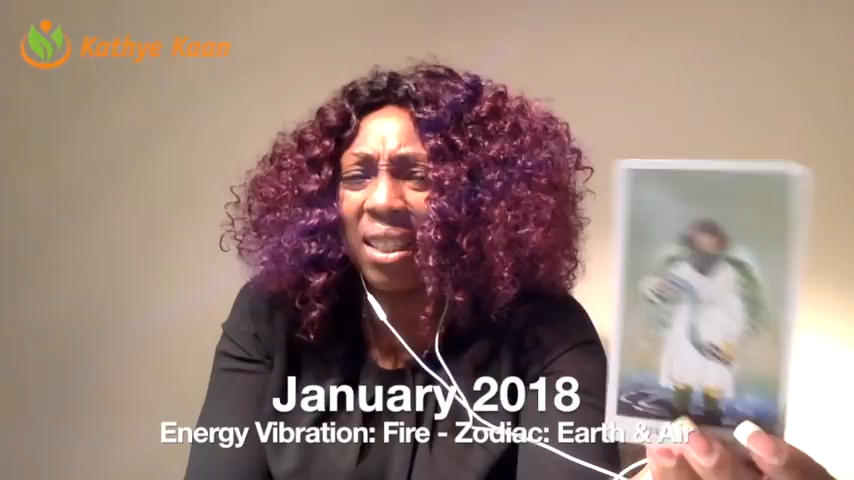 Kathye Kaan
January 2018
Energy Vibration: Fire - Zodiac: Earth & Air